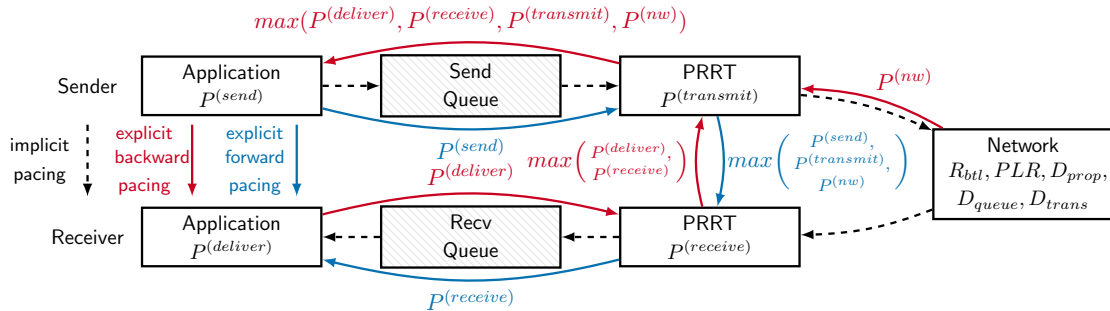 max(P^(deliver), P^(receive), P^(transmit), P^(nw))
Sender
Application
P^(send)
Send
Queue
PRRT
P^(transmit)
P^(nw)
implicit
pacing
explicit
backward
pacing
explicit
forward
pacing
P^(send)
P^(deliver)
max(P^(deliver),
P^(receive))
max(P^(send),
P^(transmit),
P^(nw))
Network
R_btl, PLR, D_prop,
D_queue, D_trans
Receiver
Application
P^(deliver)
Recv
Queue
PRRT
P^(receive)
P^(receive)